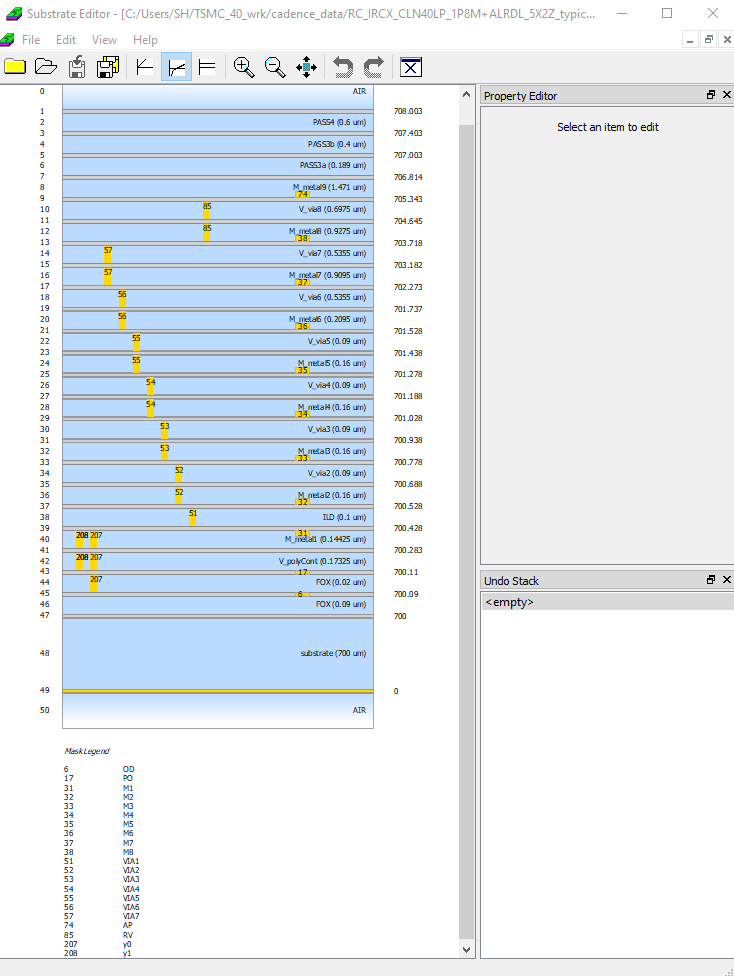 Substrate Editor - [C:/Users/SH/TSMC_40_wrk/cadence_data/RC_IRCX_CLN40LP_1P8M+ALRDL_5X2Z_typic...
File Edit View Help
Property Editor
Select an item to edit
Undo Stack
<empty>
0 AIR
1 708.003
2 PASS4 (0.6 um)
3 707.403
4 PASS3b (0.4 um)
5 707.003
6 PASS3a (0.189 um)
7 706.814
8 M_metal9 (1.471 um)
74
9 705.343
10 85 V_via8 (0.6975 um)
11 704.645
12 85 M_metal8 (0.9275 um)
38
13 703.718
14 57 V_via7 (0.5355 um)
15 703.182
16 57 M_metal7 (0.9095 um)
37
17 702.273
18 56 V_via6 (0.5355 um)
19 701.737
20 56 M_metal6 (0.2095 um)
36
21 701.528
22 55 V_via5 (0.09 um)
23 701.438
24 55 M_metal5 (0.16 um)
35
25 701.278
26 54 V_via4 (0.09 um)
27 701.188
28 54 M_metal4 (0.16 um)
34
29 701.028
30 53 V_via3 (0.09 um)
31 700.938
32 53 M_metal3 (0.16 um)
33
33 700.778
34 52 V_via2 (0.09 um)
35 700.688
36 52 M_metal2 (0.16 um)
32
37 700.528
38 51 ILD (0.1 um)
39 700.428
31
40 208 207 M_metal1 (0.14425 um)
41 700.283
42 208 207 V_polyCont (0.17325 um)
43 17 700.11
44 207 FOX (0.02 um)
45 6 700.09
46 FOX (0.09 um)
47 700
48 substrate (700 um)
49 0
50 AIR
Mask Legend
6 OD
17 PO
31 M1
32 M2
33 M3
34 M4
35 M5
36 M6
37 M7
38 M8
51 VIA1
52 VIA2
53 VIA3
54 VIA4
55 VIA5
56 VIA6
57 VIA7
74 AP
85 RV
207 y0
208 y1